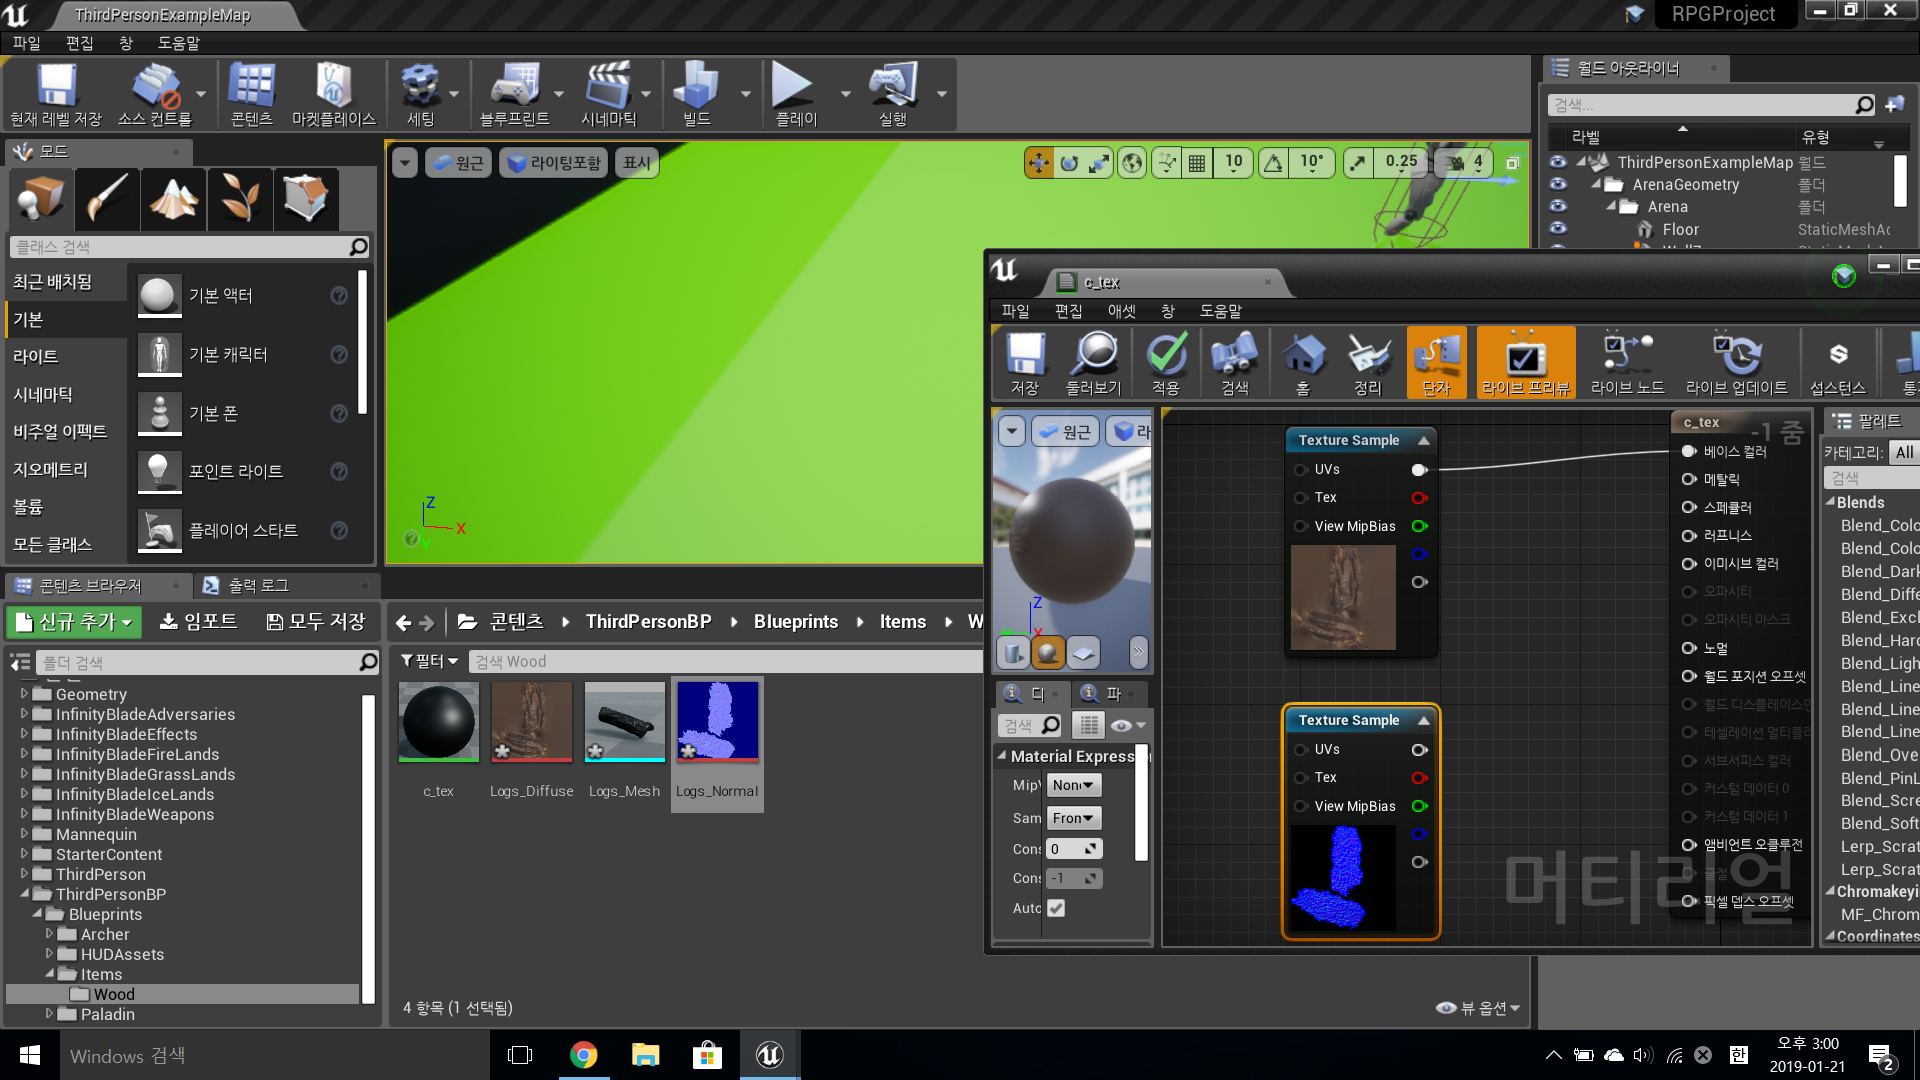 ThirdPersonExampleMap
RPGProject
파일 편집 창 도움말
현재 레벨 저장 소스 컨트롤 콘텐츠 마켓플레이스 세팅 블루프린트 시네마틱 빌드 플레이 실행
모드
클래스 검색
최근 배치됨
기본
라이트
시네마틱
비주얼 이펙트
지오메트리
볼륨
모든 클래스
기본 액터
기본 캐릭터
기본 폰
포인트 라이트
플레이어 스타트
원근 라이팅포함 표시
10 10° 0.25 4
Z
X
Y
월드 아웃라이너
검색...
라벨 유형
ThirdPersonExampleMap 월드
ArenaGeometry 폴더
Arena 폴더
Floor StaticMeshAc
c_tex
파일 편집 애셋 창 도움말
저장 둘러보기 적용 검색 홈 정리 단자 라이브 프리뷰 라이브 노드 라이브 업데이트 섭스턴스 통
원근 라
Z
X
Y
디 파
검색
Material Express
MipV None
Sam From
Cons 0
Cons -1
Auto
Texture Sample
UVs
Tex
View MipBias
Texture Sample
UVs
Tex
View MipBias
c_tex
-1 줌
베이스 컬러
메탈릭
스페큘러
러프니스
이미시브 컬러
오파시티
오파시티 마스크
노멀
월드 포지션 오프셋
월드 디스플레이스먼
테셀레이션 멀티플라
서브서피스 컬러
커스텀 데이터 0
커스텀 데이터 1
앰비언트 오클루전
굴절
픽셀 뎁스 오프셋
머티리얼
팔레트
카테고리: All
검색
Blends
Blend_Colo
Blend_Colo
Blend_Dark
Blend_Diffe
Blend_Excl
Blend_Hard
Blend_Ligh
Blend_Line
Blend_Line
Blend_Line
Blend_Ove
Blend_PinL
Blend_Scre
Blend_Soft
Lerp_Scrat
Lerp_Scrat
Chromakeyin
MF_Chrom
Coordinates
콘텐츠 브라우저 출력 로그
신규 추가 임포트 모두 저장
콘텐츠 ThirdPersonBP Blueprints Items W
폴더 검색
필터 검색 Wood
Geometry
InfinityBladeAdversaries
InfinityBladeEffects
InfinityBladeFireLands
InfinityBladeGrassLands
InfinityBladeIceLands
InfinityBladeWeapons
Mannequin
StarterContent
ThirdPerson
ThirdPersonBP
Blueprints
Archer
HUDAssets
Items
Wood
Paladin
c_tex Logs_Diffuse Logs_Mesh Logs_Normal
4 항목 (1 선택됨)
뷰 옵션
Windows 검색
한
오후 3:00
2019-01-21
2